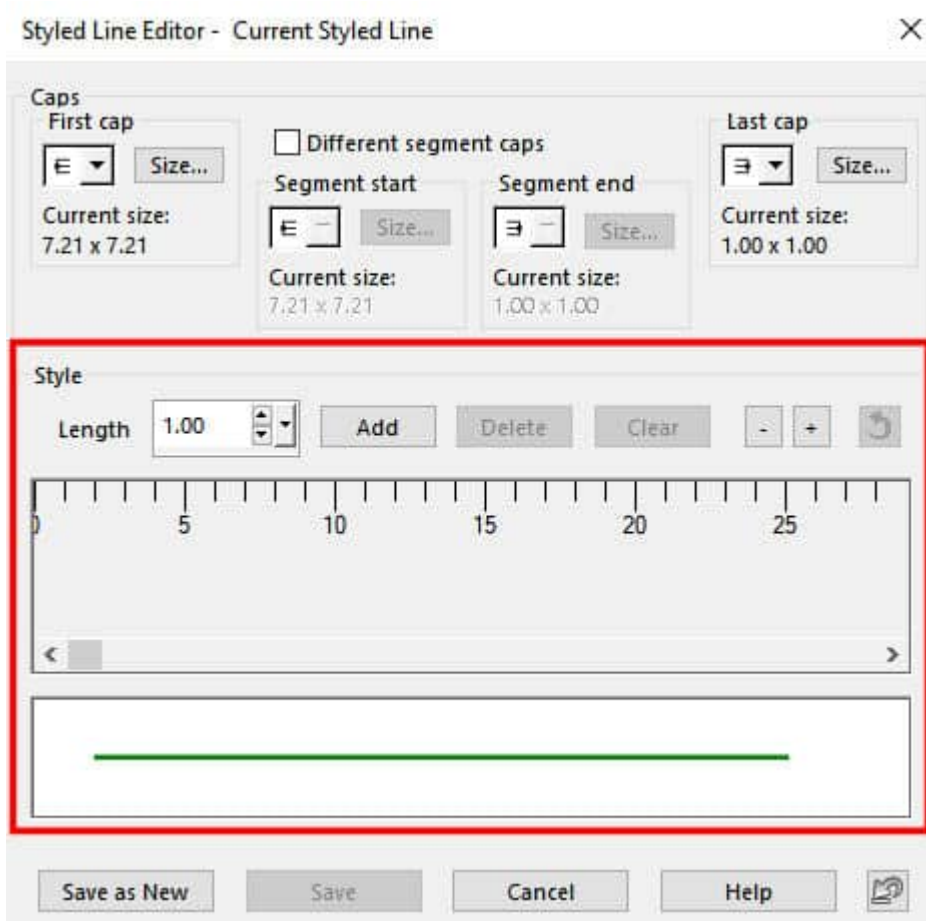 Styled Line Editor - Current Styled Line
Caps
First cap
Size...
Current size:
7.21 x 7.21
Different segment caps
Segment start
Size...
Current size:
7.21 x 7.21
Segment end
Size...
Current size:
1.00 x 1.00
Last cap
Size...
Current size:
1.00 x 1.00
Style
Length 1.00 Add Delete Clear - +
0 5 10 15 20 25
Save as New Save Cancel Help